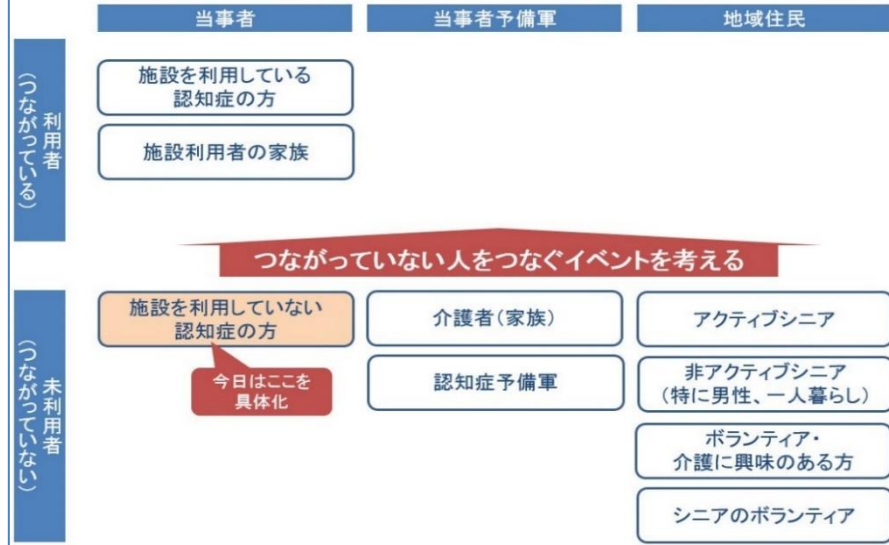 当事者
当事者予備軍
地域住民
利用者
(つながっている)
施設を利用している
認知症の方
施設利用者の家族
つながっていない人をつなぐイベントを考える
未利用者
(つながっていない)
施設を利用していない
認知症の方
今日はここを
具体化
介護者(家族)
認知症予備軍
アクティブシニア
非アクティブシニア
(特に男性、一人暮らし)
ボランティア・
介護に興味のある方
シニアのボランティア